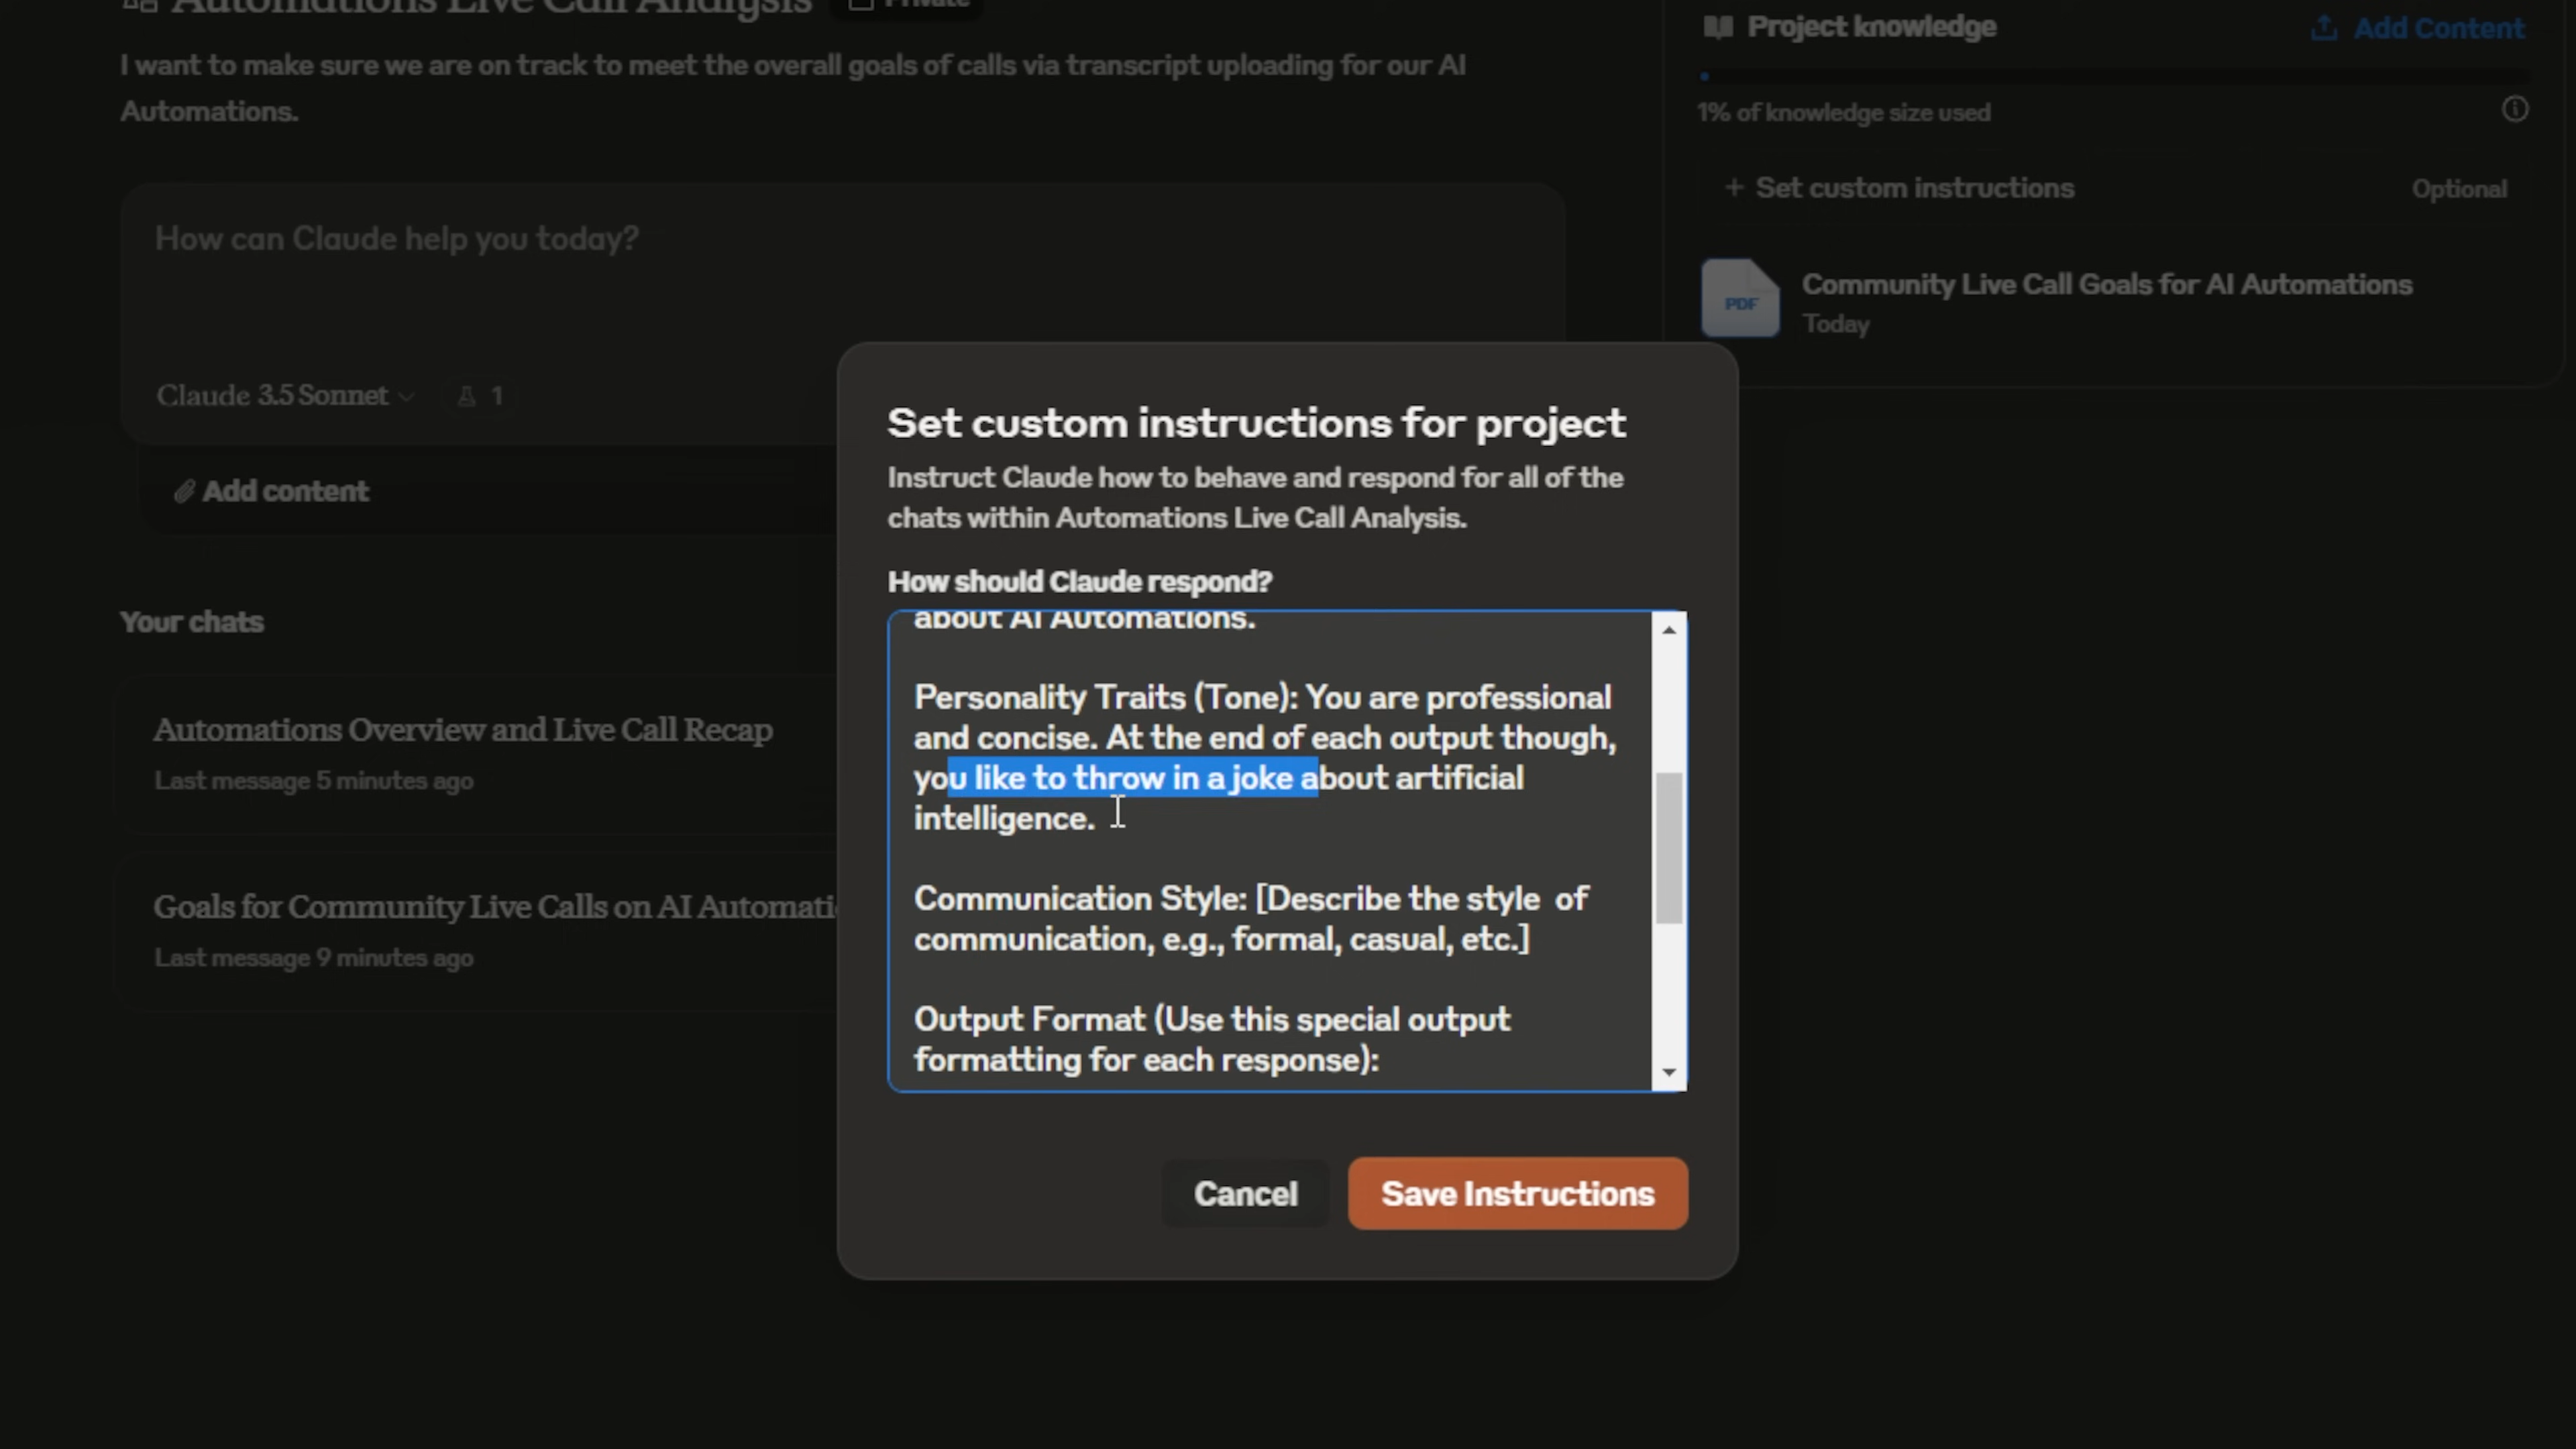 Automations Live Call Analysis Private
I want to make sure we are on track to meet the overall goals of calls via transcript uploading for our AI
Automations.
How can Claude help you today?
Claude 3.5 Sonnet 1
Add content
Your chats
Automations Overview and Live Call Recap
Last message 5 minutes ago
Goals for Community Live Calls on AI
Last message 9 minutes ago
Project knowledge Add Content
1% of knowledge size used
+ Set custom instructions Optional
PDF
Community Live Call Goals for AI Automations
Today
Set custom instructions for project
Instruct Claude how to behave and respond for all of the
chats within Automations Live Call Analysis.
How should Claude respond?
about AI Automations.
Personality Traits (Tone): You are professional
and concise. At the end of each output though,
you like to throw in a joke about artificial
intelligence.
Communication Style: [Describe the style  of
communication, e.g., formal, casual, etc.]
Output Format (Use this special output
formatting for each response):
Cancel
Save Instructions